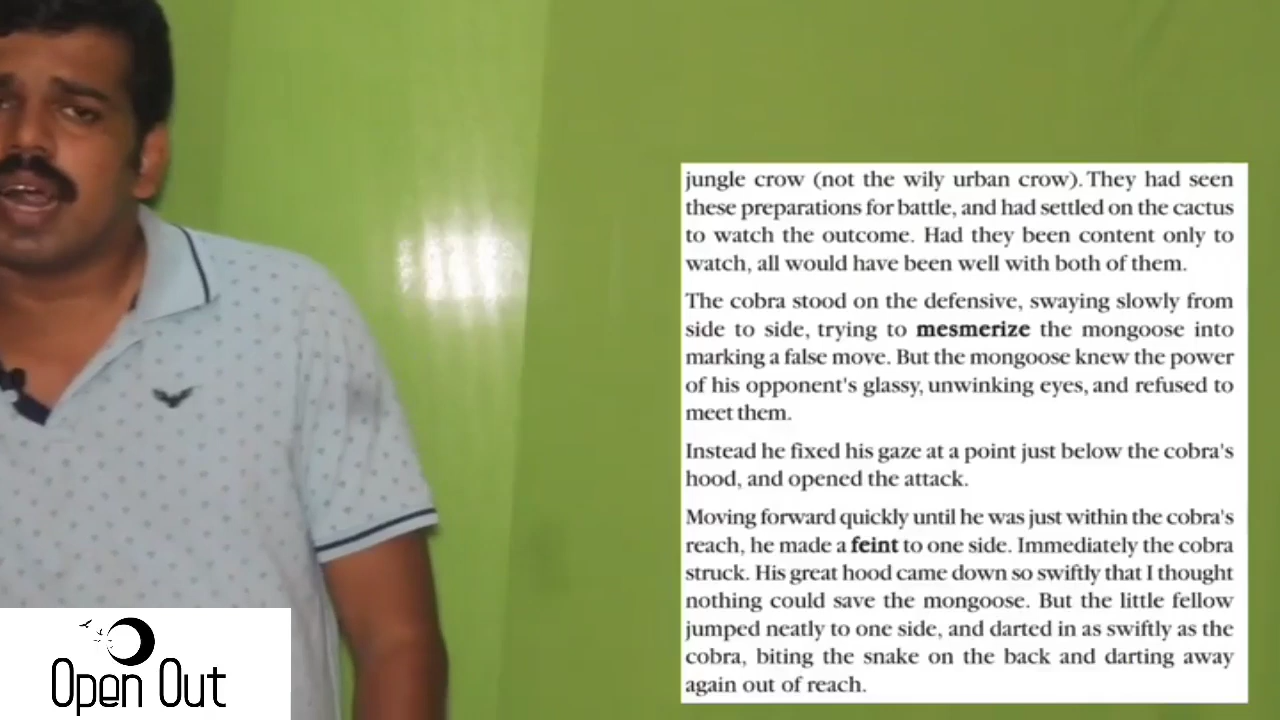 jungle crow (not the wily urban crow). They had seen
these preparations for battle, and had settled on the cactus
to watch the outcome. Had they been content only to
watch, all would have been well with both of them.
The cobra stood on the defensive, swaying slowly from
side to side, trying to mesmerize the mongoose into
marking a false move. But the mongoose knew the power
of his opponent's glassy, unwinking eyes, and refused to
meet them.
Instead he fixed his gaze at a point just below the cobra's
hood, and opened the attack.
Moving forward quickly until he was just within the cobra's
reach, he made a feint to one side. Immediately the cobra
struck. His great hood came down so swiftly that I thought
nothing could save the mongoose. But the little fellow
jumped neatly to one side, and darted in as swiftly as the
cobra, biting the snake on the back and darting away
again out of reach.
Open Out